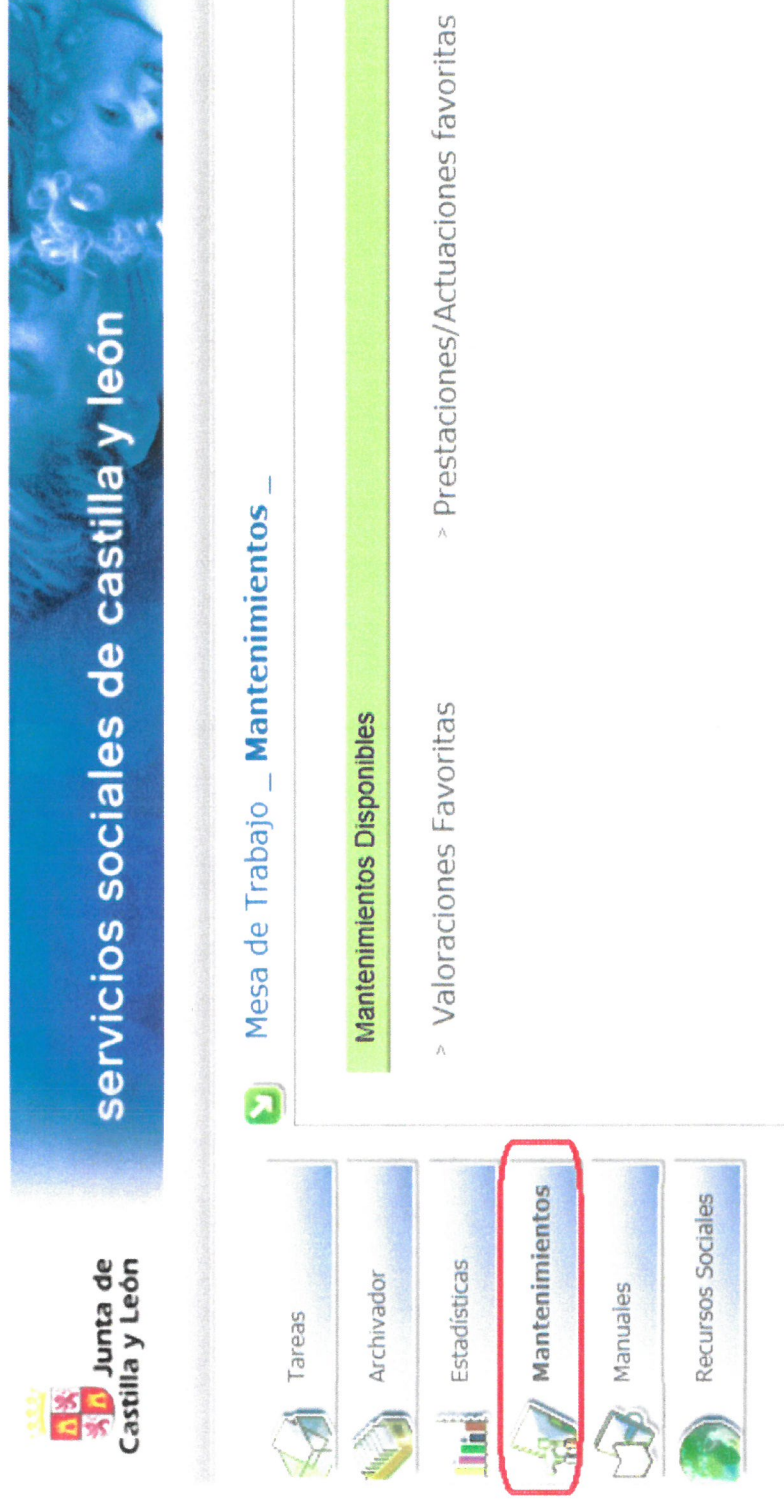 Junta de
Castilla y León
servicios sociales de castilla y león
Mesa de Trabajo _ Mantenimientos _
Tareas
Archivador
Estadísticas
Mantenimientos
Manuales
Recursos Sociales
Mantenimientos Disponibles
> Valoraciones Favoritas
> Prestaciones/Actuaciones favoritas